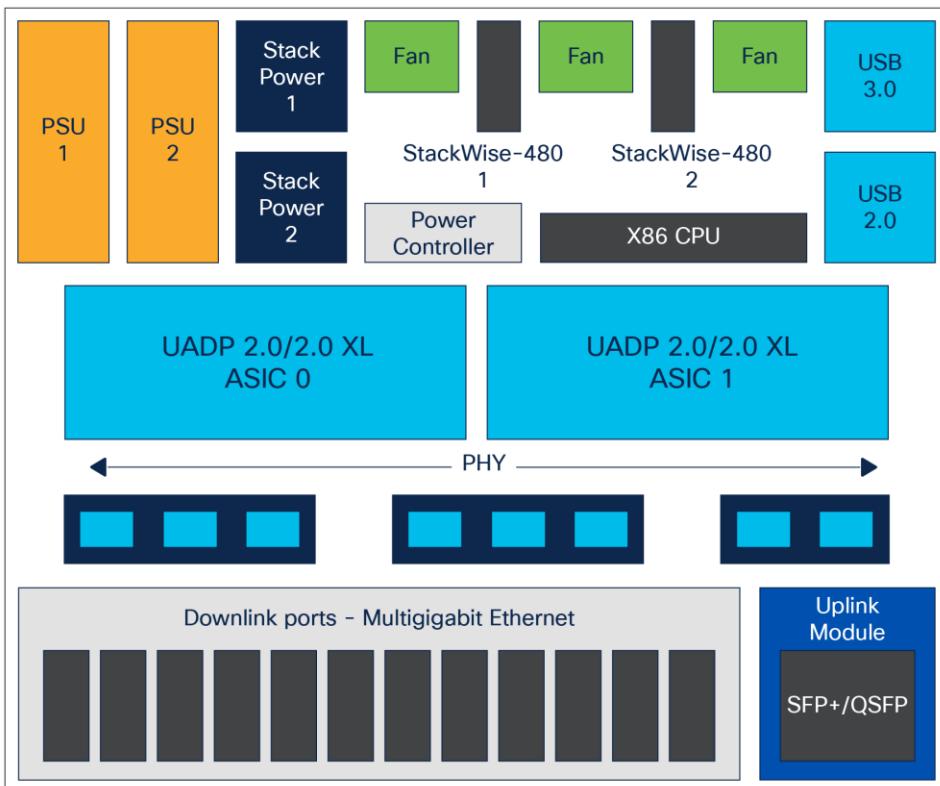 PSU
1
PSU
2
Stack
Power
1
Stack
Power
2
Fan
Fan
Fan
StackWise-480
1
StackWise-480
2
USB
3.0
USB
2.0
Power
Controller
X86 CPU
UADP 2.0/2.0 XL
ASIC 0
UADP 2.0/2.0 XL
ASIC 1
PHY
Downlink ports - Multigigabit Ethernet
Uplink
Module
SFP+/QSFP